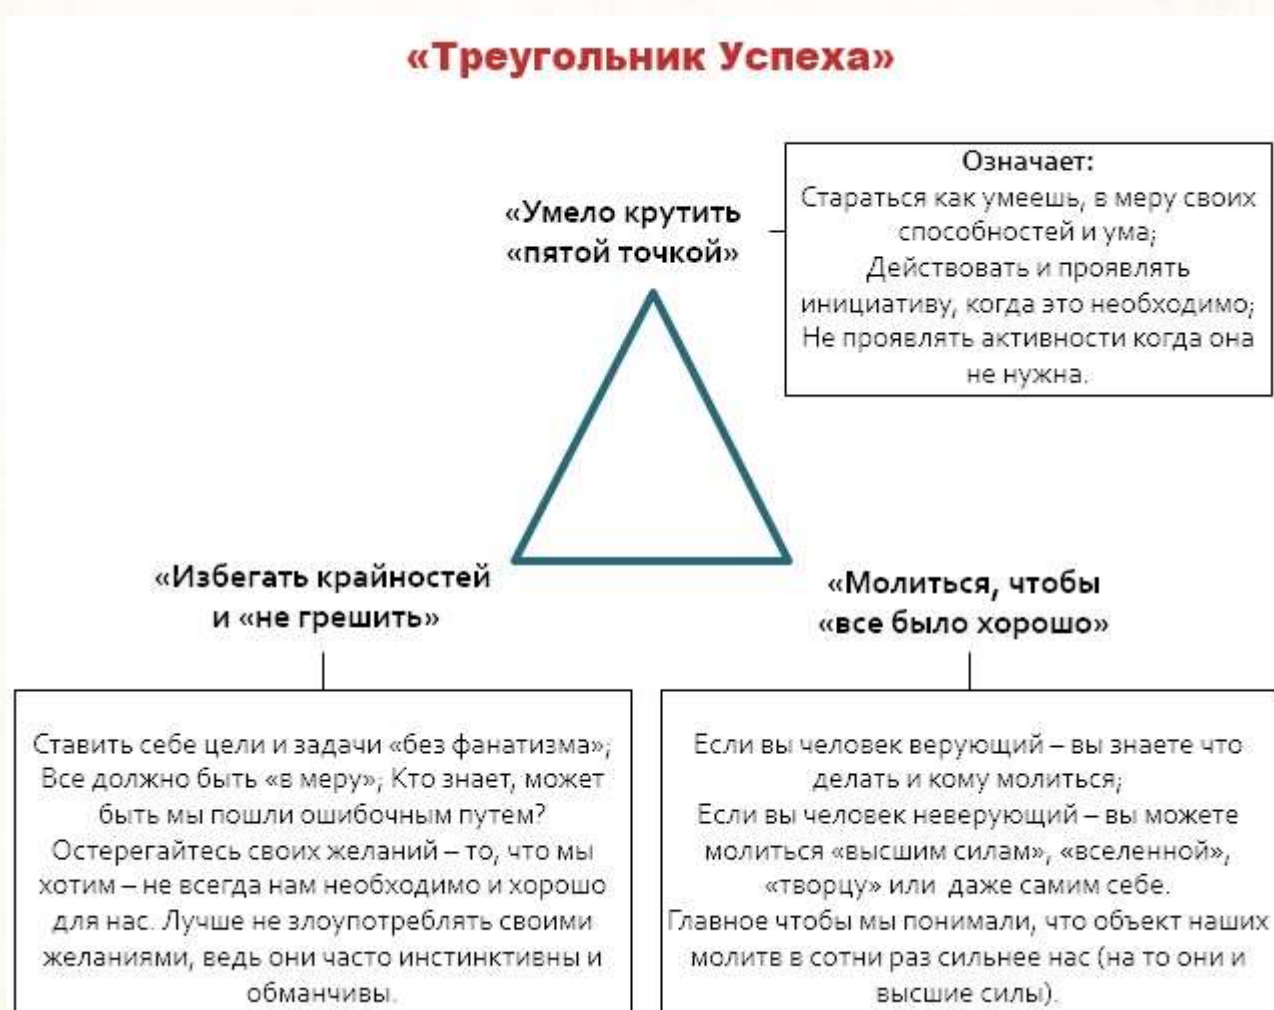 «Треугольник Успеха»
«Умело крутить
«пятой точкой»
Означает:
Стараться как умеешь, в меру своих
способностей и ума;
Действовать и проявлять
инициативу, когда это необходимо;
Не проявлять активности когда она
не нужна.
«Избегать крайностей
и «не грешить»
Ставить себе цели и задачи «без фанатизма»;
Все должно быть «в меру»; Кто знает, может
быть мы пошли ошибочным путем?
Остерегайтесь своих желаний – то, что мы
хотим – не всегда нам необходимо и хорошо
для нас. Лучше не злоупотреблять своими
желаниями, ведь они часто инстинктивны и
обманчивы.
«Молиться, чтобы
«все было хорошо»
Если вы человек верующий – вы знаете что
делать и кому молиться;
Если вы человек неверующий – вы можете
молиться «высшим силам», «вселенной»,
«творцу» или даже самим себе.
Главное чтобы мы понимали, что объект наших
молитв в сотни раз сильнее нас (на то они и
высшие силы).